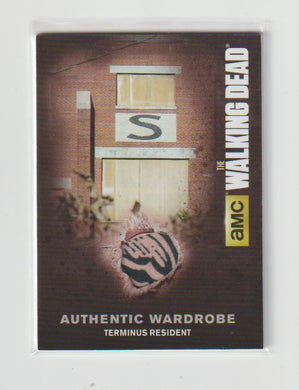 S
THE
WALKING DEAD
aMC
AUTHENTIC WARDROBE
TERMINUS RESIDENT